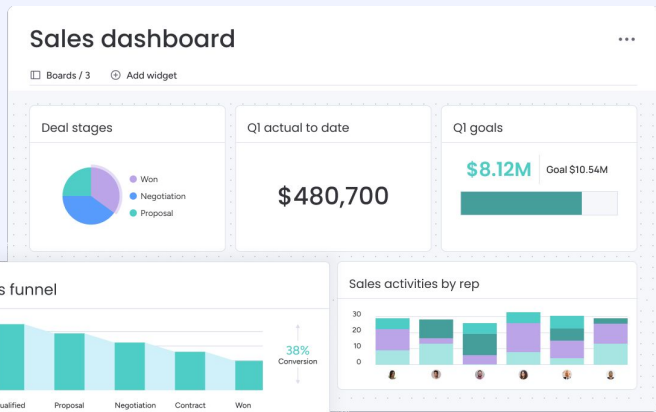 Sales dashboard
Boards / 3
Add widget
Deal stages
Won
Negotiation
Proposal
Q1 actual to date
$480,700
Q1 goals
$8.12M
Goal $10.54M
s funnel
38%
Conversion
ualified
Proposal
Negotiation
Contract
Won
Sales activities by rep
30
20
10
0